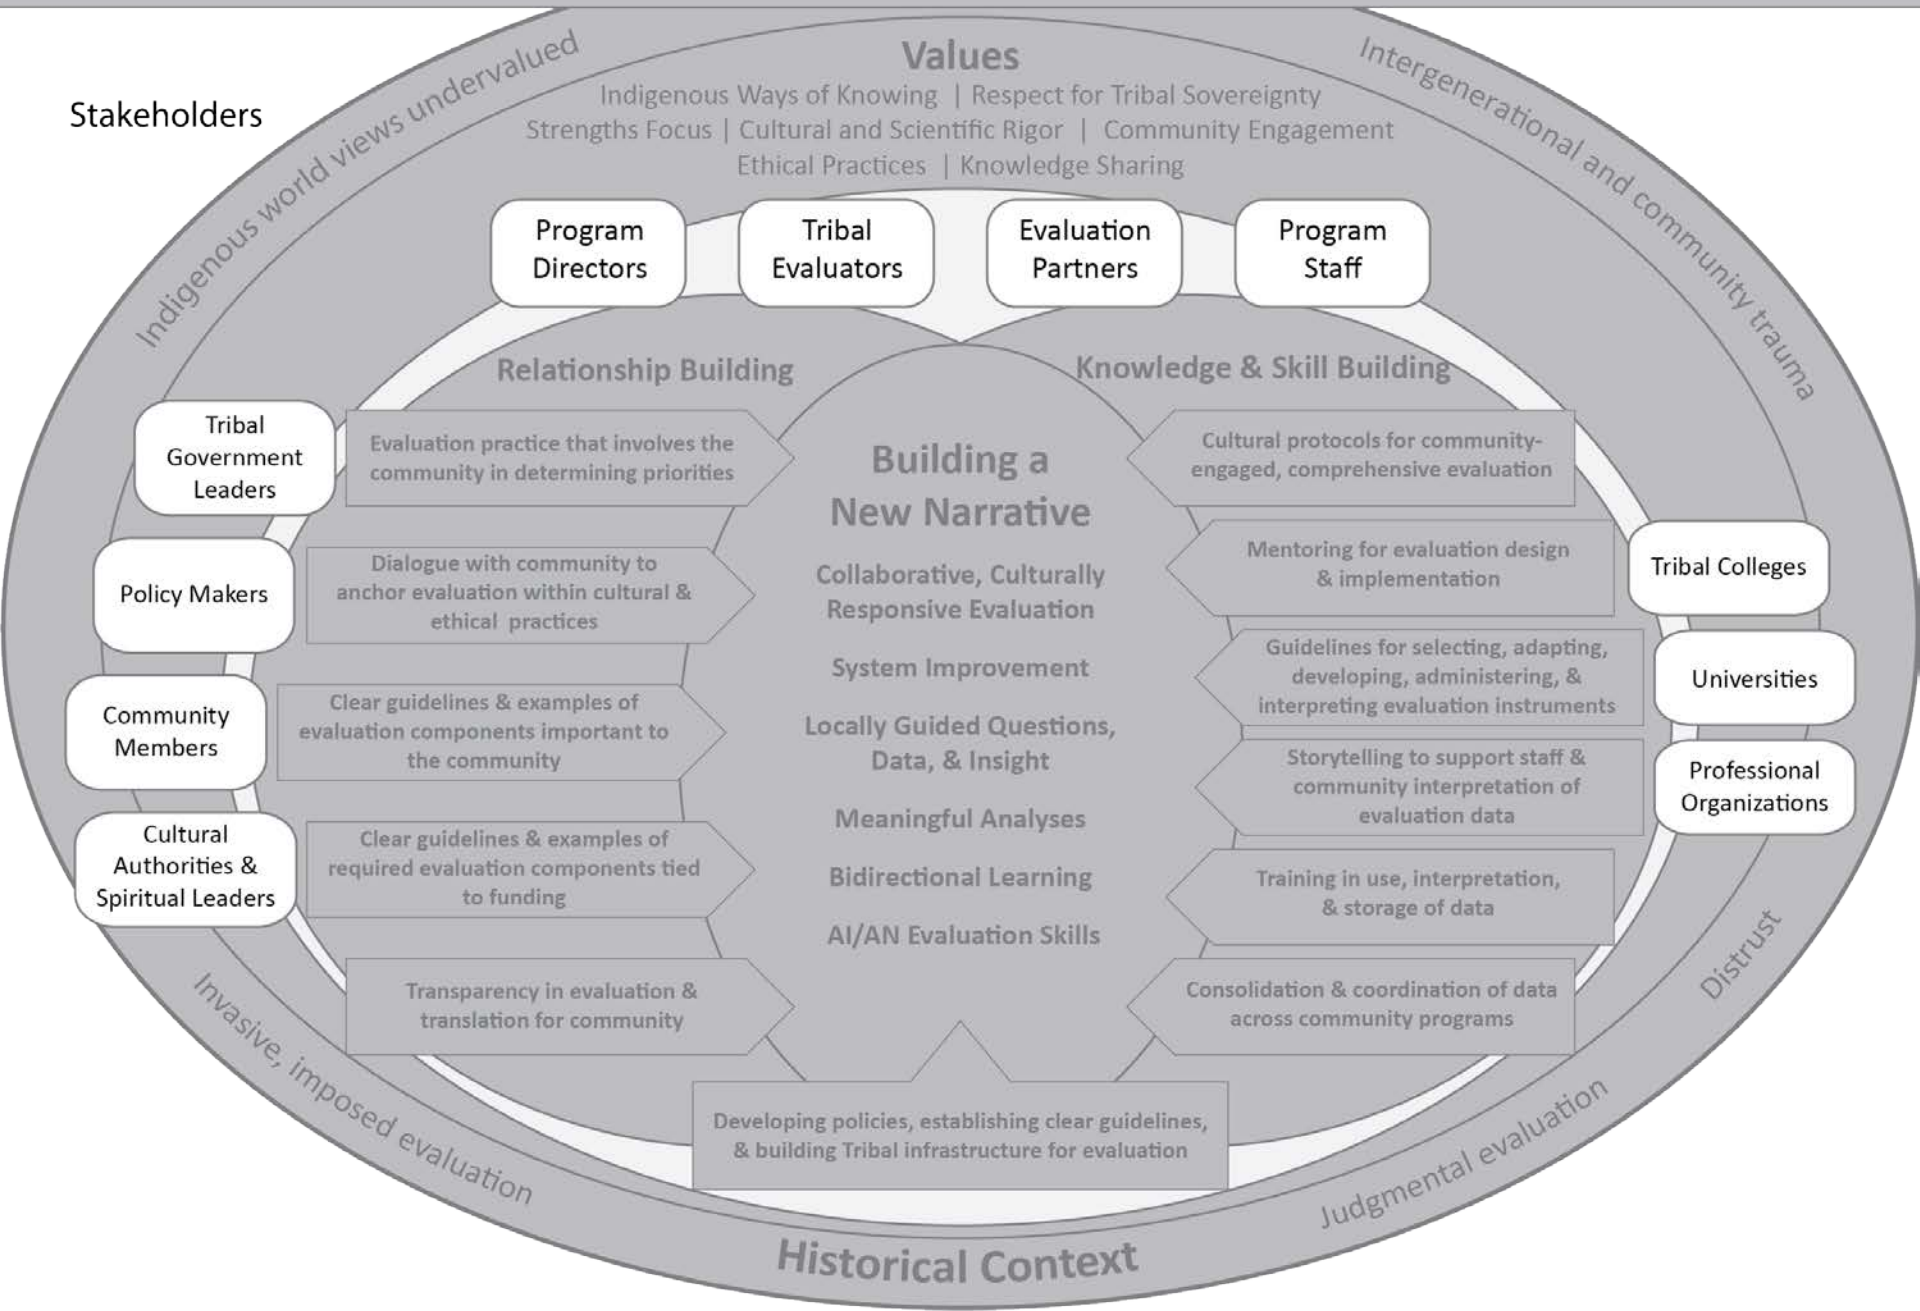 Stakeholders
Indigenous world views undervalued
Intergenerational and community trauma
Values
Indigenous Ways of Knowing | Respect for Tribal Sovereignty
Strengths Focus | Cultural and Scientific Rigor | Community Engagement
Ethical Practices | Knowledge Sharing
Program
Directors
Tribal
Evaluators
Evaluation
Partners
Program
Staff
Tribal
Government
Leaders
Policy Makers
Community
Members
Cultural
Authorities &
Spiritual Leaders
Relationship Building
Evaluation practice that involves the
community in determining priorities
Dialogue with community to
anchor evaluation within cultural &
ethical practices
Clear guidelines & examples of
evaluation components important to
the community
Clear guidelines & examples of
required evaluation components tied
to funding
Transparency in evaluation &
translation for community
Building a
New Narrative
Collaborative, Culturally
Responsive Evaluation
System Improvement
Locally Guided Questions,
Data, & Insight
Meaningful Analyses
Bidirectional Learning
AI/AN Evaluation Skills
Knowledge & Skill Building
Cultural protocols for community-
engaged, comprehensive evaluation
Mentoring for evaluation design
& implementation
Guidelines for selecting, adapting,
developing, administering, &
interpreting evaluation instruments
Storytelling to support staff &
community interpretation of
evaluation data
Training in use, interpretation,
& storage of data
Consolidation & coordination of data
across community programs
Tribal Colleges
Universities
Professional
Organizations
Developing policies, establishing clear guidelines,
& building Tribal infrastructure for evaluation
Invasive, imposed evaluation
Distrust
Judgmental evaluation
Historical Context